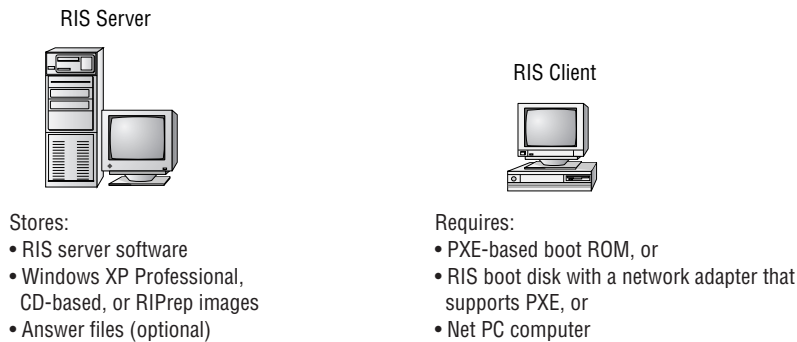 RIS Server
Stores:
• RIS server software
• Windows XP Professional,
CD-based, or RIPrep images
• Answer files (optional)
RIS Client
Requires:
• PXE-based boot ROM, or
• RIS boot disk with a network adapter that
supports PXE, or
• Net PC computer